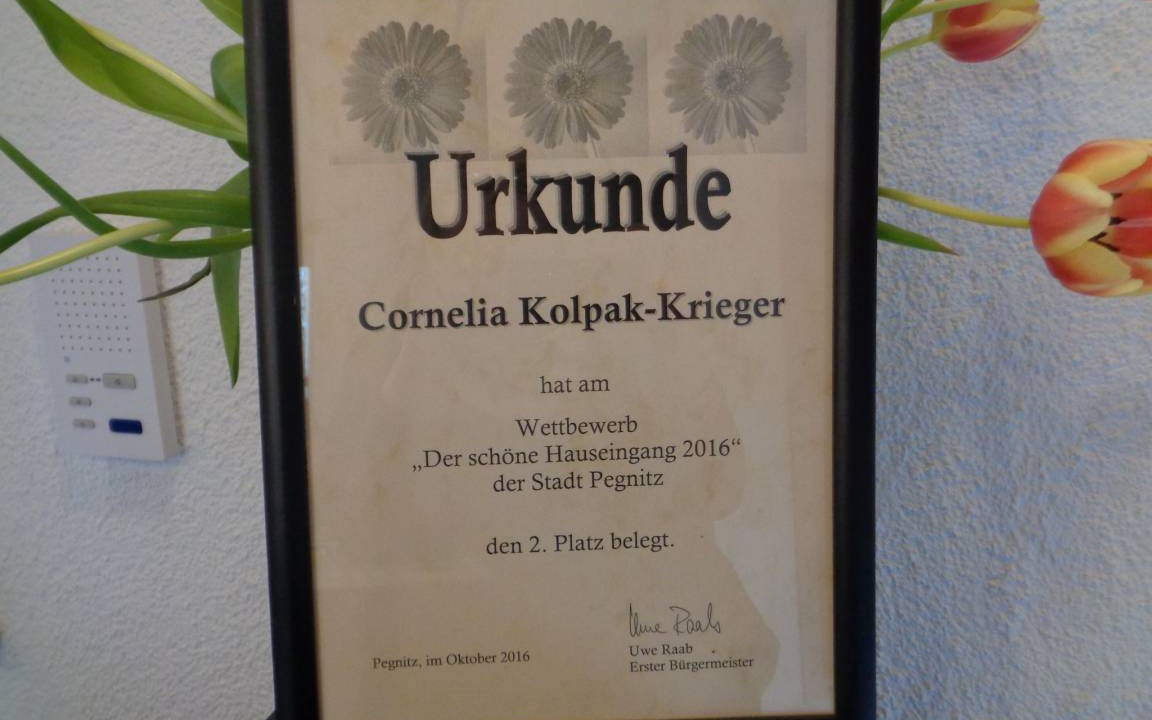 Urkunde
Cornelia Kolpak-Krieger
hat am
Wettbewerb
„Der schöne Hauseingang 2016“
der Stadt Pegnitz
den 2. Platz belegt.
Uwe Raab
Uwe Raab
Erster Bürgermeister
Pegnitz, im Oktober 2016